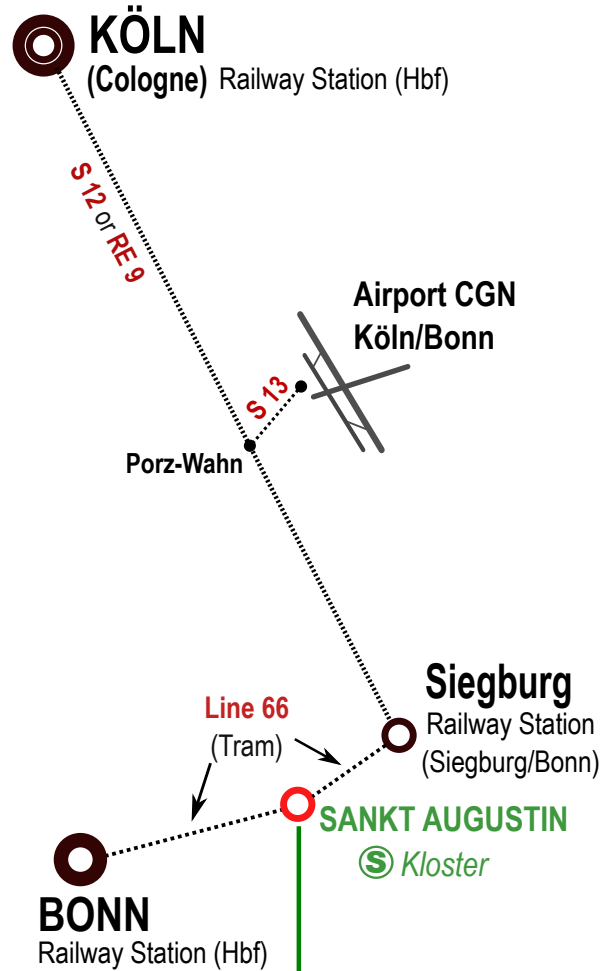 KÖLN
(Cologne) Railway Station (Hbf)
S 12 or RE 9
Airport CGN
Köln/Bonn
S 13
Porz-Wahn
Siegburg
Railway Station
(Siegburg/Bonn)
Line 66
(Tram)
SANKT AUGUSTIN
S Kloster
BONN
Railway Station (Hbf)